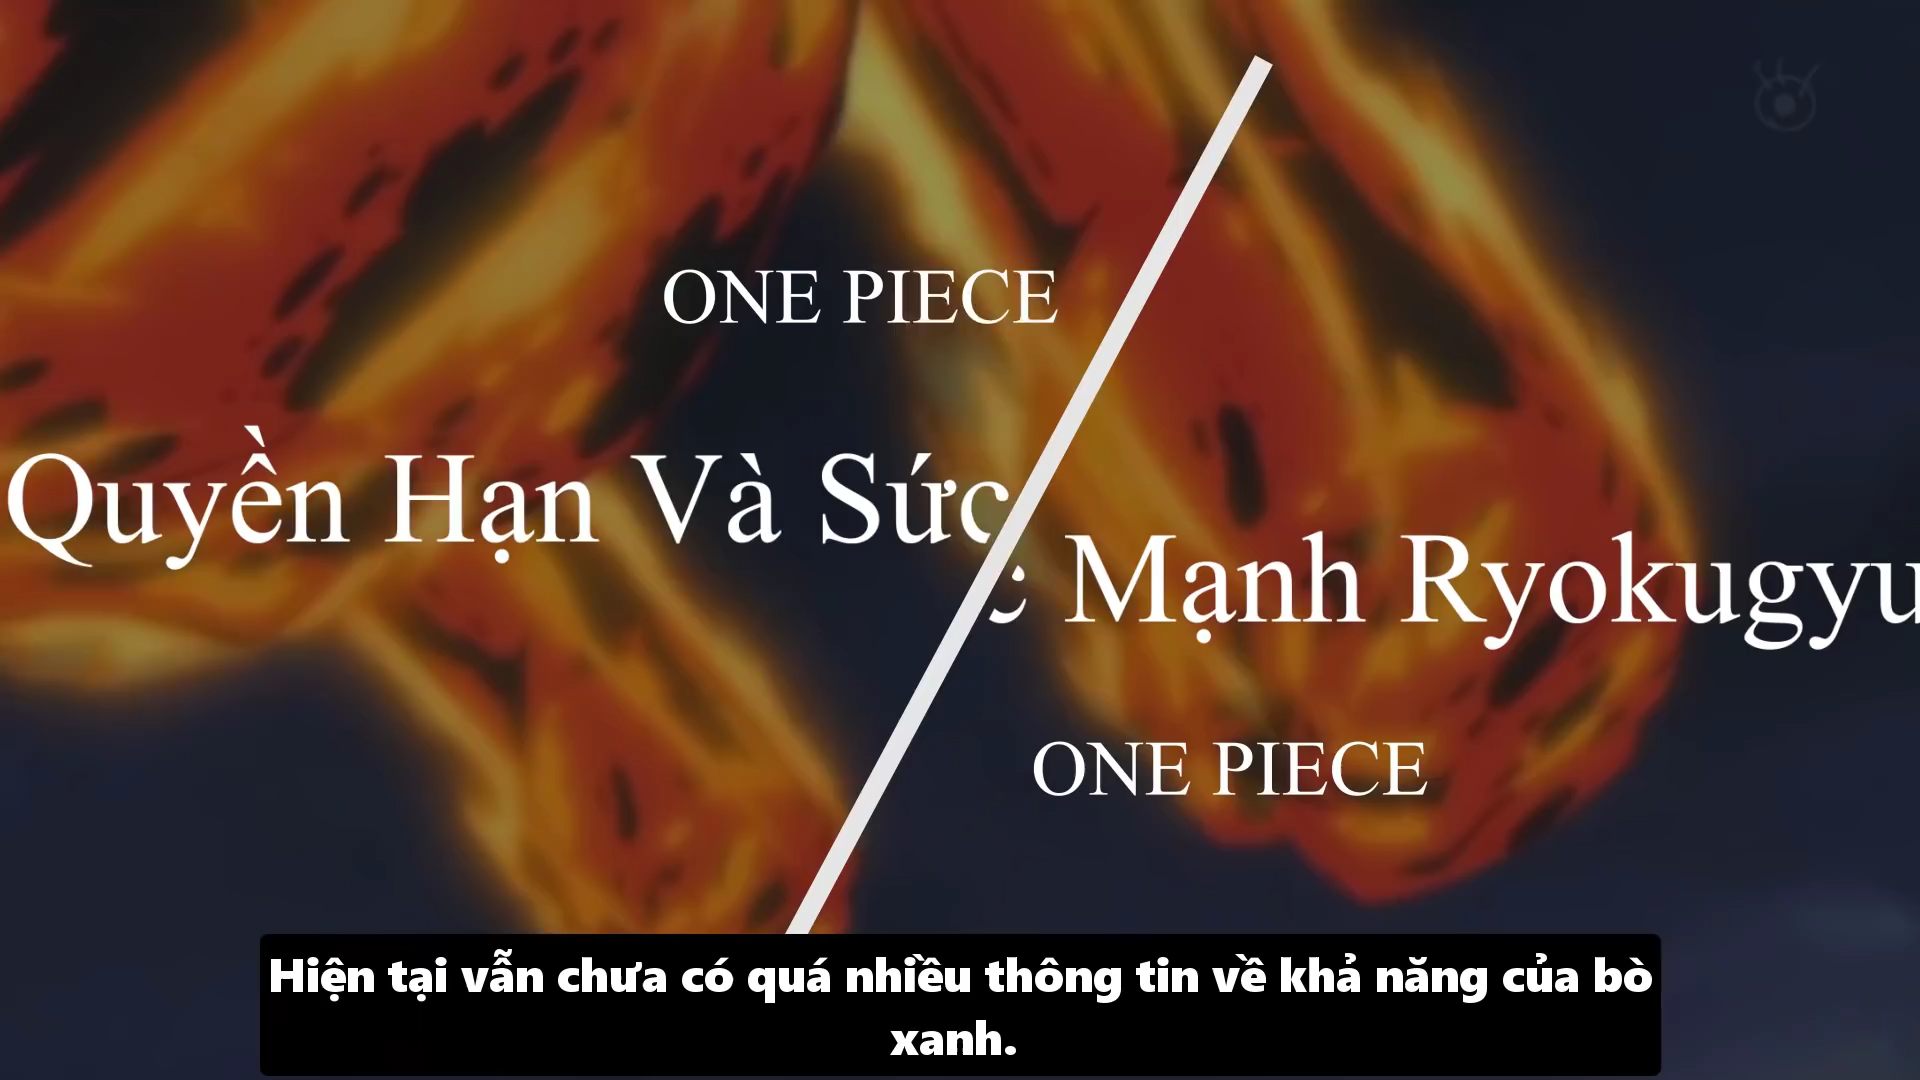 ONE PIECE
Quyền Hạn Và Sức Mạnh Ryokugyu
ONE PIECE
Hiện tại vẫn chưa có quá nhiều thông tin về khả năng của bò
xanh.